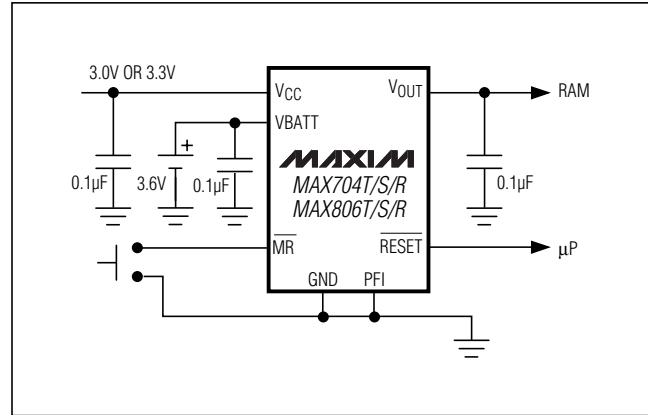 3.0V OR 3.3V
VCC
VOUT
RAM
VBATT
+
MAXIM
0.1µF
3.6V
0.1µF
MAX704T/S/R
MAX806T/S/R
0.1µF
MR
RESET
µP
GND
PFI